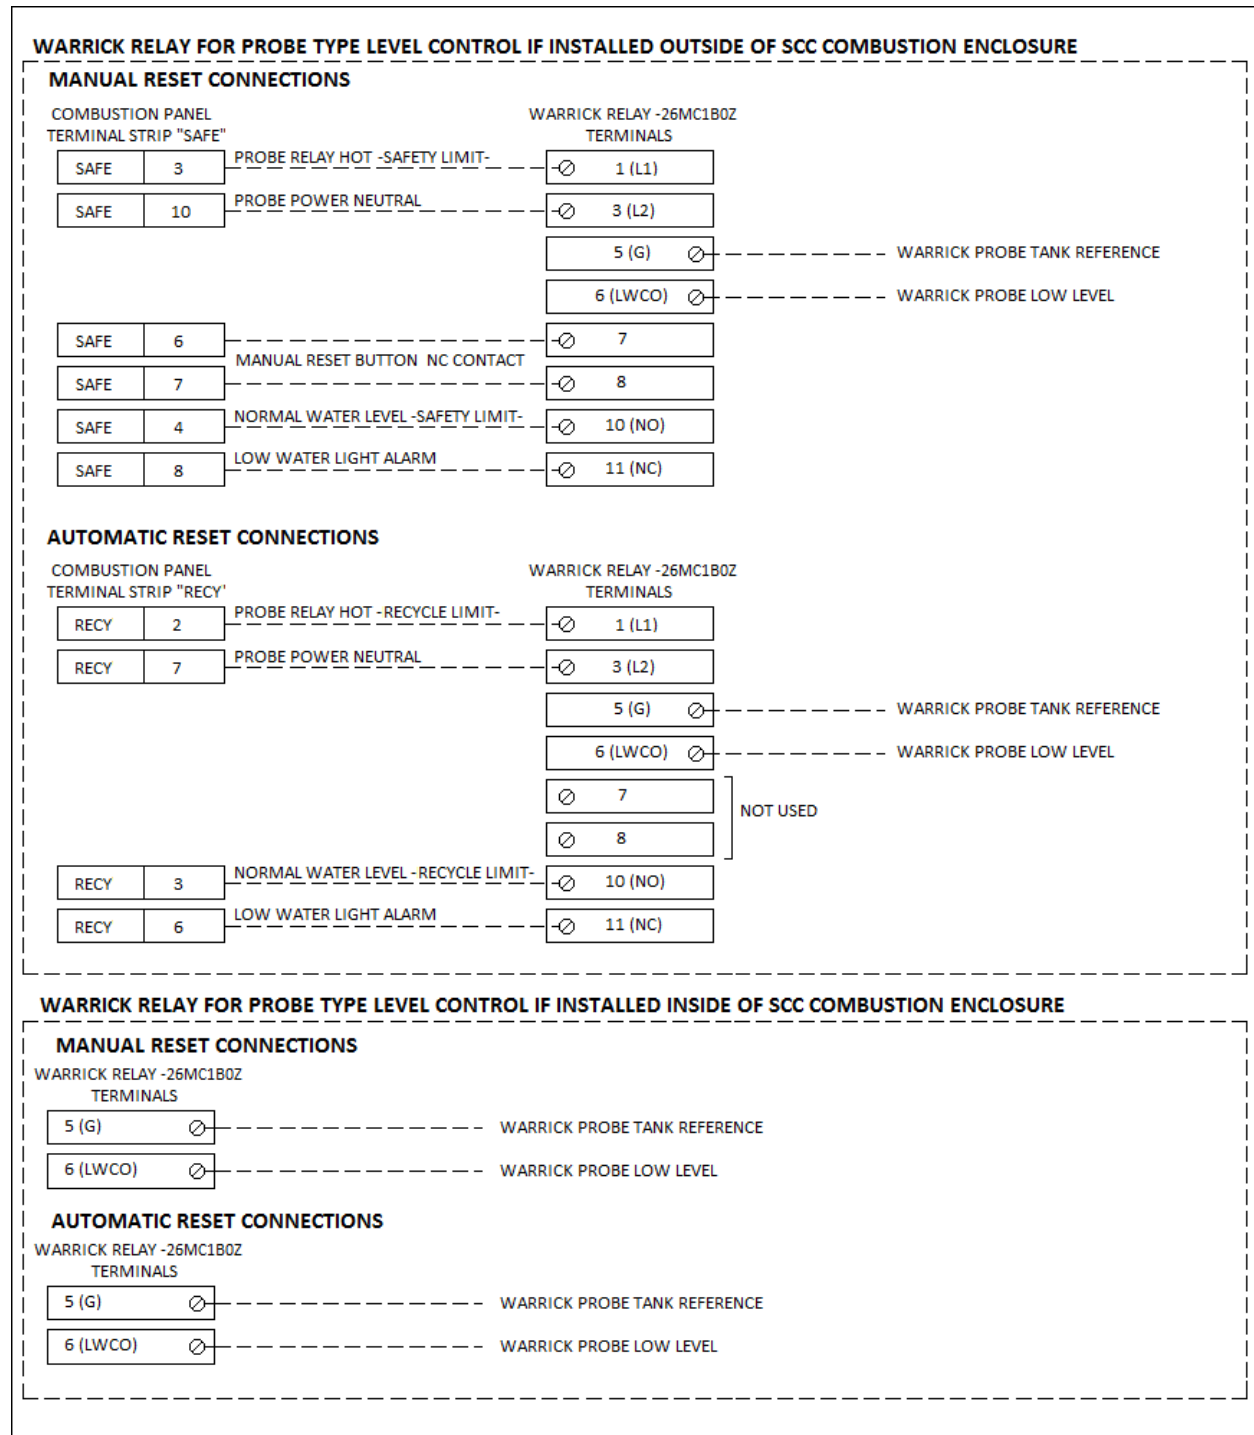 WARRICK RELAY FOR PROBE TYPE LEVEL CONTROL IF INSTALLED OUTSIDE OF SCC COMBUSTION ENCLOSURE
MANUAL RESET CONNECTIONS
COMBUSTION PANEL
TERMINAL STRIP "SAFE"
WARRICK RELAY -26MC1B0Z
TERMINALS
SAFE 3 PROBE RELAY HOT -SAFETY LIMIT- 1 (L1)
SAFE 10 PROBE POWER NEUTRAL 3 (L2)
5 (G) WARRICK PROBE TANK REFERENCE
6 (LWCO) WARRICK PROBE LOW LEVEL
SAFE 6 7
MANUAL RESET BUTTON NC CONTACT
SAFE 7 8
SAFE 4 NORMAL WATER LEVEL -SAFETY LIMIT- 10 (NO)
SAFE 8 LOW WATER LIGHT ALARM 11 (NC)
AUTOMATIC RESET CONNECTIONS
COMBUSTION PANEL
TERMINAL STRIP "RECY'
WARRICK RELAY -26MC1B0Z
TERMINALS
RECY 2 PROBE RELAY HOT -RECYCLE LIMIT- 1 (L1)
RECY 7 PROBE POWER NEUTRAL 3 (L2)
5 (G) WARRICK PROBE TANK REFERENCE
6 (LWCO) WARRICK PROBE LOW LEVEL
7
NOT USED
8
RECY 3 NORMAL WATER LEVEL -RECYCLE LIMIT- 10 (NO)
RECY 6 LOW WATER LIGHT ALARM 11 (NC)
WARRICK RELAY FOR PROBE TYPE LEVEL CONTROL IF INSTALLED INSIDE OF SCC COMBUSTION ENCLOSURE
MANUAL RESET CONNECTIONS
WARRICK RELAY -26MC1B0Z
TERMINALS
5 (G) WARRICK PROBE TANK REFERENCE
6 (LWCO) WARRICK PROBE LOW LEVEL
AUTOMATIC RESET CONNECTIONS
WARRICK RELAY -26MC1B0Z
TERMINALS
5 (G) WARRICK PROBE TANK REFERENCE
6 (LWCO) WARRICK PROBE LOW LEVEL